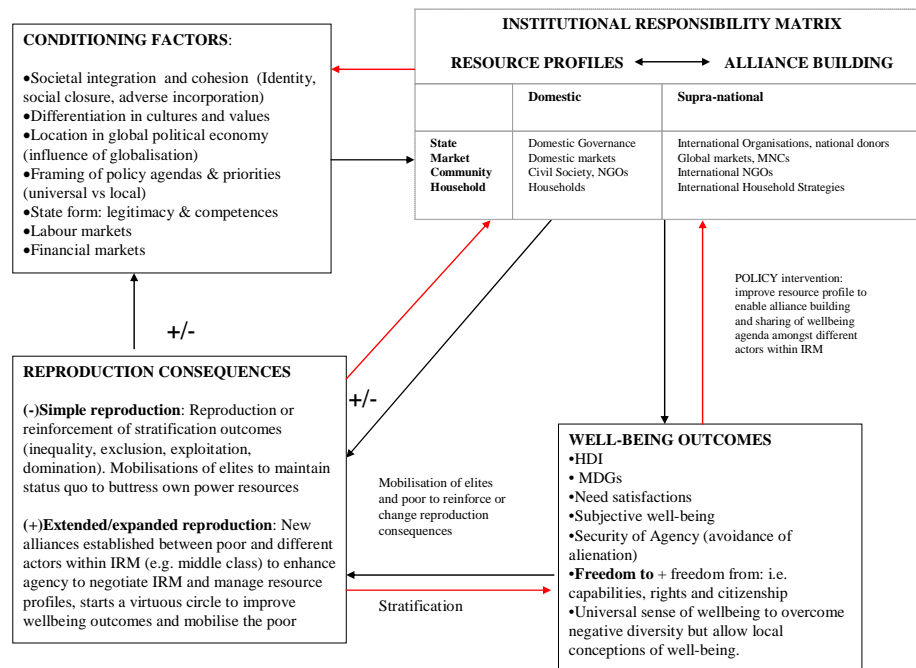 CONDITIONING FACTORS:
•Societal integration and cohesion (Identity,
social closure, adverse incorporation)
•Differentiation in cultures and values
•Location in global political economy
(influence of globalisation)
•Framing of policy agendas & priorities
(universal vs local)
•State form: legitimacy & competences
•Labour markets
•Financial markets
INSTITUTIONAL RESPONSIBILITY MATRIX
RESOURCE PROFILES ALLIANCE BUILDING
Domestic Supra-national
State Domestic Governance International Organisations, national donors
Market Domestic markets Global markets, MNCs
Community Civil Society, NGOs International NGOs
Household Households International Household Strategies
POLICY intervention:
improve resource profile to
enable alliance building
and sharing of wellbeing
agenda amongst different
actors within IRM
+/-
REPRODUCTION CONSEQUENCES
(-)Simple reproduction: Reproduction or
reinforcement of stratification outcomes
(inequality, exclusion, exploitation,
domination). Mobilisations of elites to maintain
status quo to buttress own power resources
(+)Extended/expanded reproduction: New
alliances established between poor and different
actors within IRM (e.g. middle class) to enhance
agency to negotiate IRM and manage resource
profiles, starts a virtuous circle to improve
wellbeing outcomes and mobilise the poor
+/-
Mobilisation of elites
and poor to reinforce or
change reproduction
consequences
Stratification
WELL-BEING OUTCOMES
•HDI
• MDGs
•Need satisfactions
•Subjective well-being
•Security of Agency (avoidance of
alienation)
•Freedom to + freedom from: i.e.
capabilities, rights and citizenship
•Universal sense of wellbeing to overcome
negative diversity but allow local
conceptions of well-being.